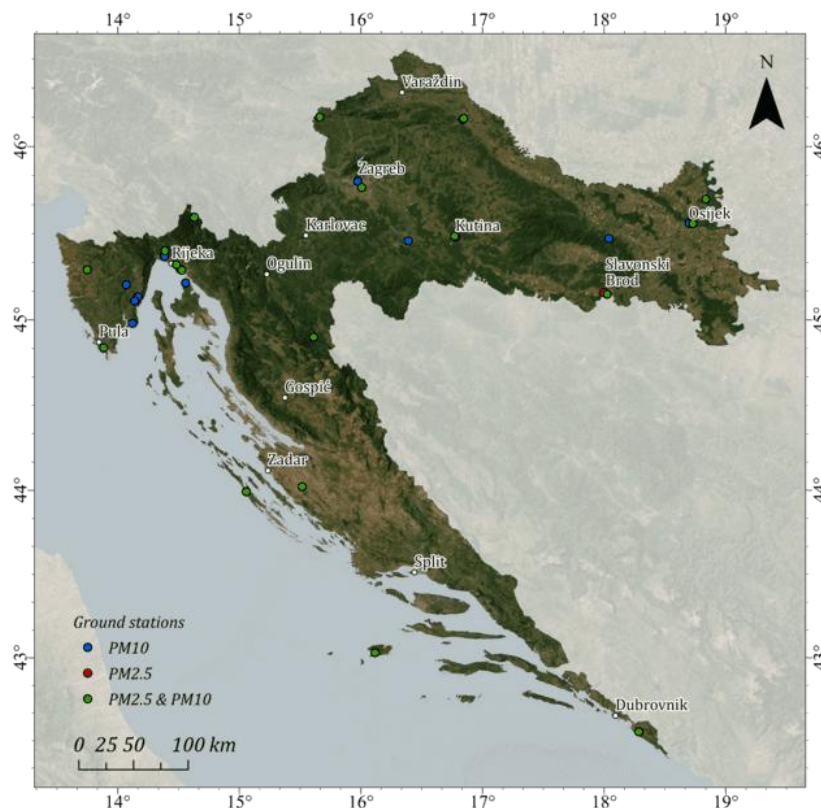 14° 15° 16° 17° 18° 19°
N
Varaždin
46° 46°
Zagreb
Osijek
Karlovac
Kutina
Rijeka
Ogulin
Slavonski
Brod
45° 45°
Pula
Gospić
Zadar
44° 44°
Split
Ground stations
PM10
43° 43°
PM2.5
PM2.5 & PM10
Dubrovnik
0 25 50 100 km
14° 15° 16° 17° 18° 19°